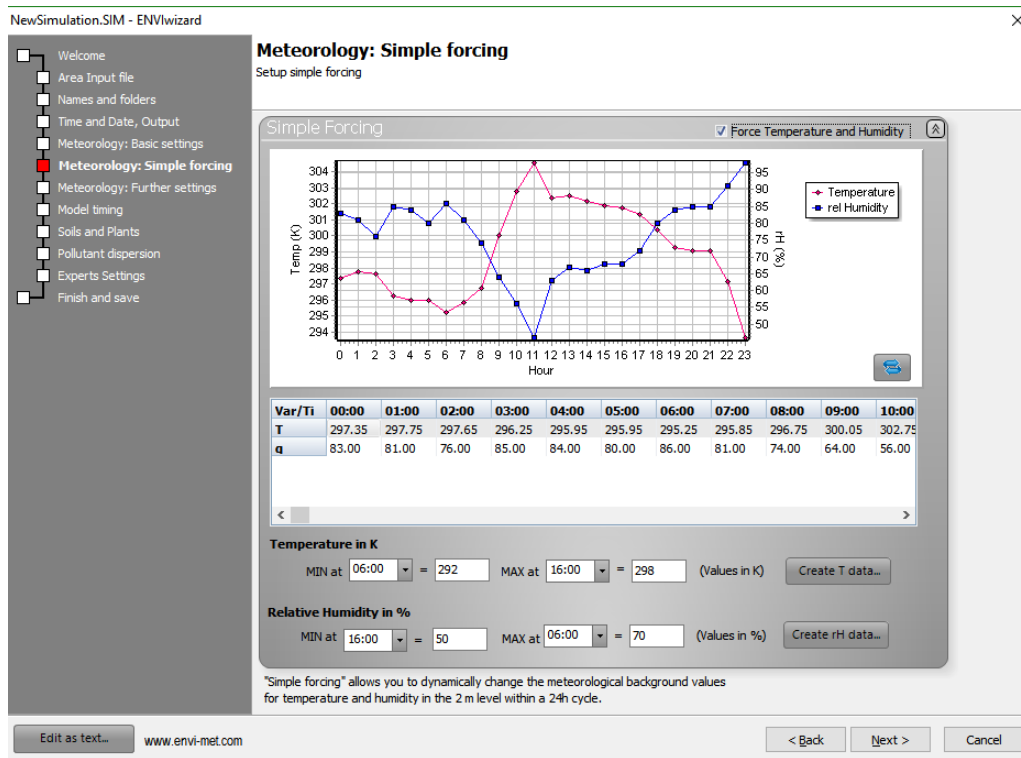 NewSimulation.SIM - ENVIwizard
Welcome
Area Input file
Names and folders
Time and Date, Output
Meteorology: Basic settings
Meteorology: Simple forcing
Meteorology: Further settings
Model timing
Soils and Plants
Pollutant dispersion
Experts Settings
Finish and save
Meteorology: Simple forcing
Setup simple forcing
Simple Forcing
Force Temperature and Humidity
304
303
302
301
300
299
298
297
296
295
294
Temp (K)
95
90
85
80
75
70
65
60
55
50
rH (%)
0 1 2 3 4 5 6 7 8 9 10 11 12 13 14 15 16 17 18 19 20 21 22 23
Hour
Temperature
rel Humidity
Var/Ti 00:00 01:00 02:00 03:00 04:00 05:00 06:00 07:00 08:00 09:00 10:00
T 297.35 297.75 297.65 296.25 295.95 295.95 295.25 295.85 296.75 300.05 302.75
q 83.00 81.00 76.00 85.00 84.00 80.00 86.00 81.00 74.00 64.00 56.00
Temperature in K
MIN at 06:00 = 292 MAX at 16:00 = 298 (Values in K) Create T data...
Relative Humidity in %
MIN at 16:00 = 50 MAX at 06:00 = 70 (Values in %) Create rH data...
"Simple forcing" allows you to dynamically change the meteorological background values
for temperature and humidity in the 2 m level within a 24h cycle.
Edit as text... www.envi-met.com < Back Next > Cancel